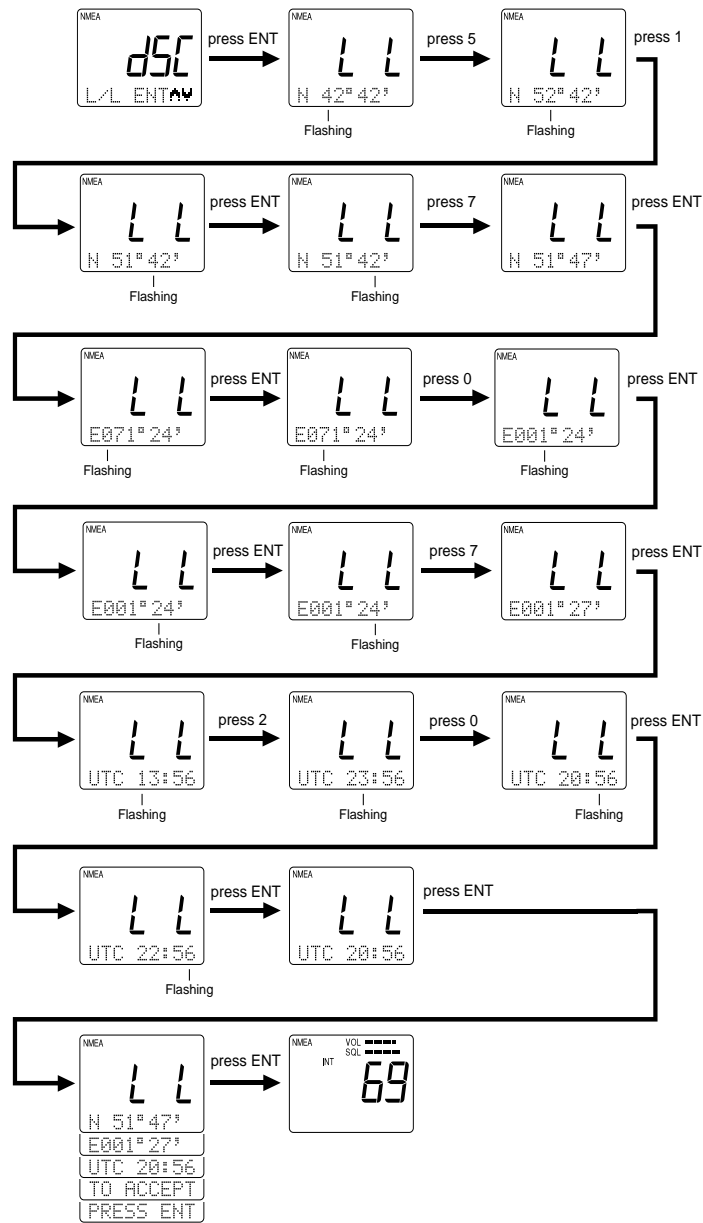 NMEA
dSC
L/L ENT^v
press ENT
NMEA
L L
N 42°42'
Flashing
press 5
NMEA
L L
N 52°42'
Flashing
press 1
NMEA
L L
N 51°42'
Flashing
press ENT
NMEA
L L
N 51°42'
Flashing
press 7
NMEA
L L
N 51°47'
press ENT
NMEA
L L
E071°24'
Flashing
press ENT
NMEA
L L
E071°24'
Flashing
press 0
NMEA
L L
E001°24'
Flashing
press ENT
NMEA
L L
E001°24'
Flashing
press ENT
NMEA
L L
E001°24'
Flashing
press 7
NMEA
L L
E001°27'
press ENT
NMEA
L L
UTC 13:56
Flashing
press 2
NMEA
L L
UTC 23:56
Flashing
press 0
NMEA
L L
UTC 20:56
Flashing
press ENT
NMEA
L L
UTC 22:56
Flashing
press ENT
NMEA
L L
UTC 20:56
press ENT
NMEA
L L
N 51°47'
E001°27'
UTC 20:56
TO ACCEPT
PRESS ENT
press ENT
NMEA
VOL
SQL
INT
69